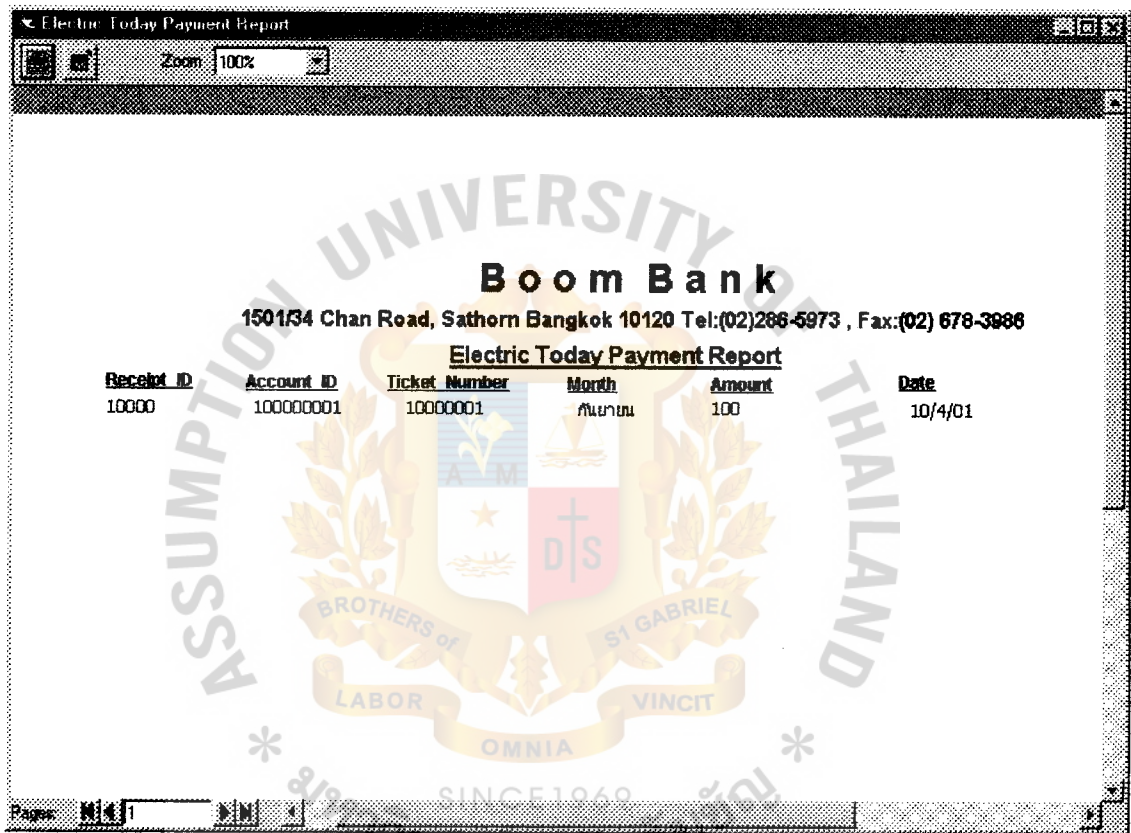 Electric Today Payment Report
Zoom 100%
UNIVERSITY OF
Boom Bank
1501/34 Chan Road, Sathorn Bangkok 10120 Tel:(02)286-5973 , Fax:(02) 678-3986
Electric Today Payment Report
Receipt ID Account ID Ticket Number Month Amount Date
10000 100000001 10000001 กันยายน 100 10/4/01
ASSUMPTION
THAILAND
A M
D S
BROTHERS of ST GABRIEL
LABOR VINCIT
OMNIA
SINCE 1969
Pages: 1